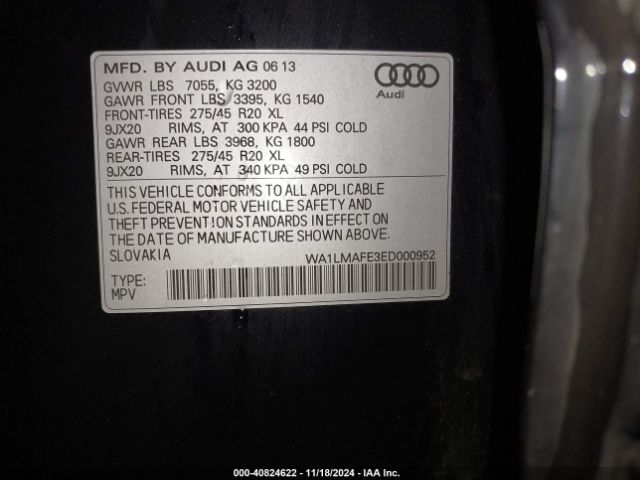 MFD. BY AUDI AG 06 13
GVWR LBS 7055, KG 3200
GAWR FRONT LBS 3395, KG 1540
FRONT-TIRES 275/45 R20 XL
9JX20 RIMS, AT 300 KPA 44 PSI COLD
GAWR REAR LBS 3968, KG 1800
REAR-TIRES 275/45 R20 XL
9JX20 RIMS, AT 340 KPA 49 PSI COLD
Audi
THIS VEHICLE CONFORMS TO ALL APPLICABLE
U.S. FEDERAL MOTOR VEHICLE SAFETY AND
THEFT PREVENTION STANDARDS IN EFFECT ON
THE DATE OF MANUFACTURE SHOWN ABOVE.
SLOVAKIA WA1LMAFE3ED000952
TYPE:
MPV
000-40824622 - 11/18/2024 - IAA Inc.